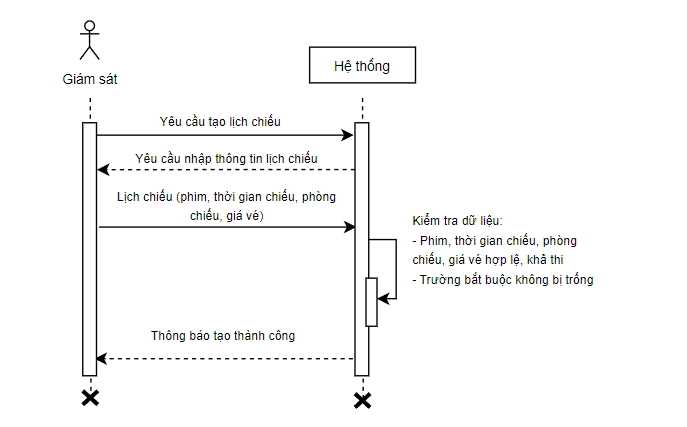 Giám sát
Hệ thống
Yêu cầu tạo lịch chiếu
Yêu cầu nhập thông tin lịch chiếu
Lịch chiếu (phim, thời gian chiếu, phòng
chiếu, giá vé)
Kiểm tra dữ liệu:
- Phim, thời gian chiếu, phòng
chiếu, giá vé hợp lệ, khả thi
- Trường bắt buộc không bị trống
Thông báo tạo thành công